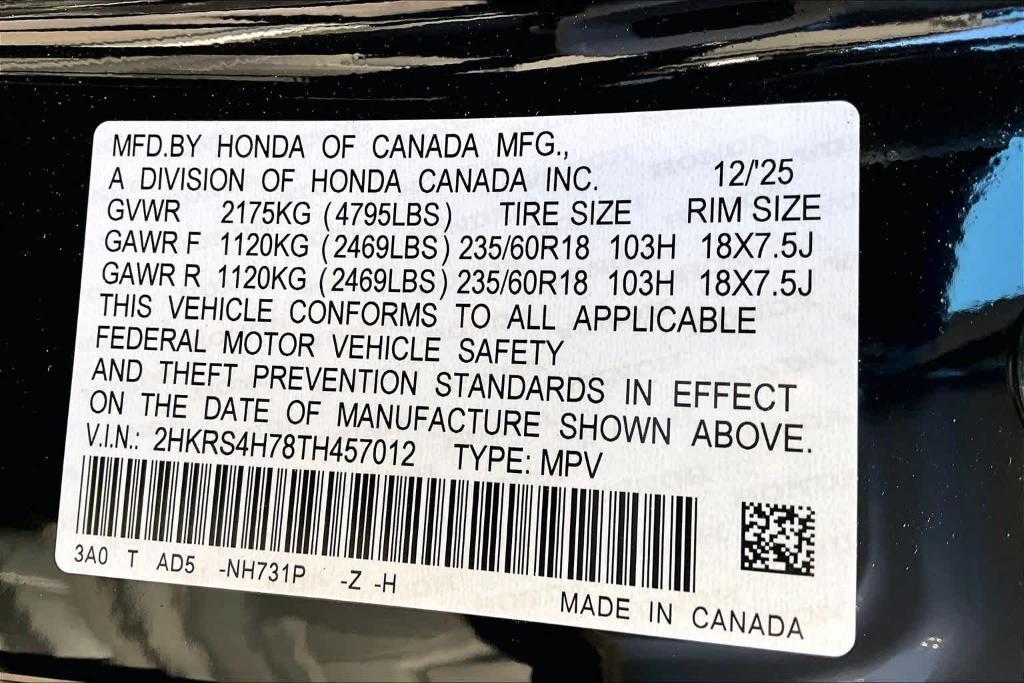 MFD.BY HONDA OF CANADA MFG.,
A DIVISION OF HONDA CANADA INC. 12/'25
GVWR 2175KG (4795LBS) TIRE SIZE RIM SIZE
GAWR F 1120KG (2469LBS) 235/60R18 103H 18X7.5J
GAWR R 1120KG (2469LBS) 235/60R18 103H 18X7.5J
THIS VEHICLE CONFORMS TO ALL APPLICABLE
FEDERAL MOTOR VEHICLE SAFETY
AND THEFT PREVENTION STANDARDS IN EFFECT
ON THE DATE OF MANUFACTURE SHOWN ABOVE.
V.I.N.: 2HKRS4H78TH457012 TYPE: MPV
3A0 T AD5 -NH731P -Z -H
MADE IN CANADA